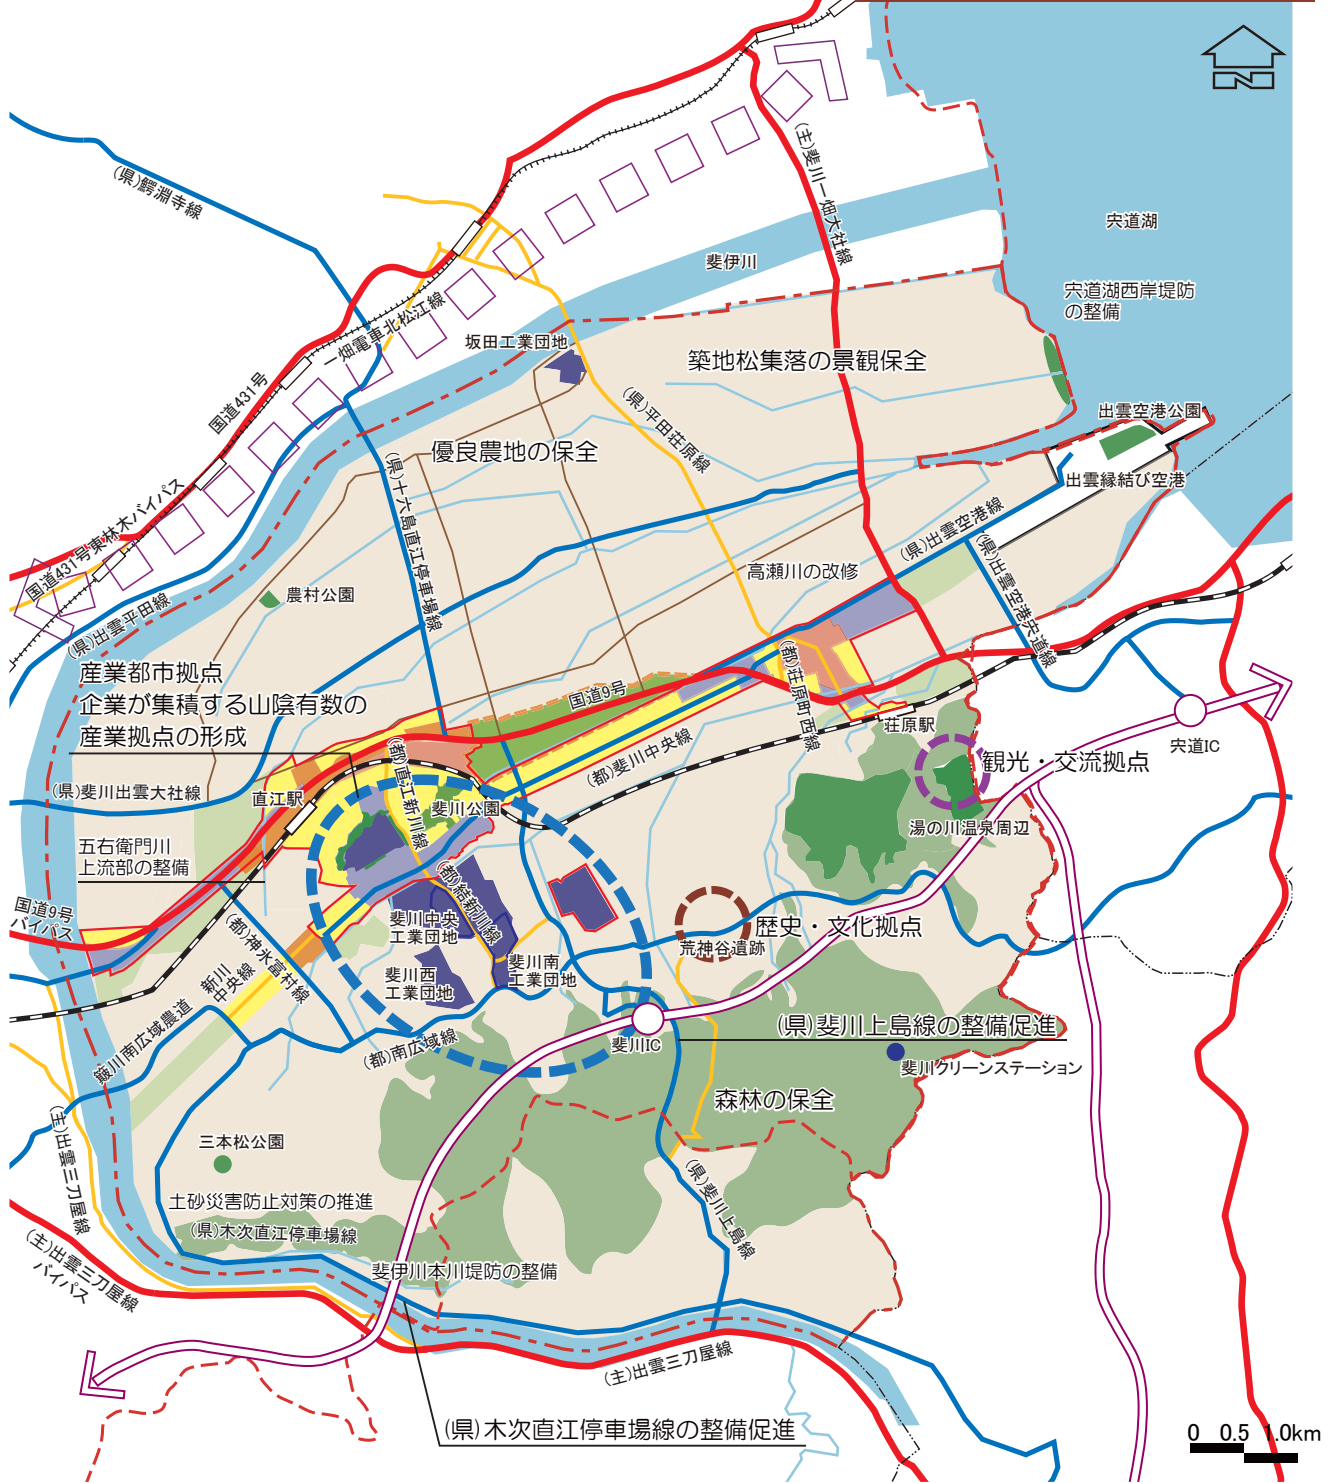 N
(県)鰐淵寺線
(主)斐川一畑大社線
宍道湖
斐伊川
宍道湖西岸堤防
の整備
一畑電車北松江線
坂田工業団地
築地松集落の景観保全
国道431号
(県)平田荘原線
出雲空港公園
優良農地の保全
(県)十六島直江停車場線
出雲縁結び空港
国道431号東林木バイパス
(県)出雲空港線
(県)出雲空港宍道線
高瀬川の改修
農村公園
(県)出雲平田線
産業都市拠点
企業が集積する山陰有数の
産業拠点の形成
国道9号
(都)荘原町西線
荘原駅
宍道IC
(都)斐川中央線
(都)直江新川線
観光・交流拠点
(県)斐川出雲大社線
直江駅
斐川公園
湯の川温泉周辺
五右衛門川
上流部の整備
(都)結新川線
国道9号
バイパス
(都)神氷富村線
斐川中央
工業団地
歴史・文化拠点
荒神谷遺跡
新川
中央線
斐川西
工業団地
斐川南
工業団地
簸川南広域農道
(都)南広域線
斐川IC
(県)斐川上島線の整備促進
斐川クリーンステーション
森林の保全
(主)出雲三刀屋線
三本松公園
(県)斐川上島線
土砂災害防止対策の推進
(県)木次直江停車場線
(主)出雲三刀屋線
バイパス
斐伊川本川堤防の整備
(主)出雲三刀屋線
(県)木次直江停車場線の整備促進
0 0.5 1.0km